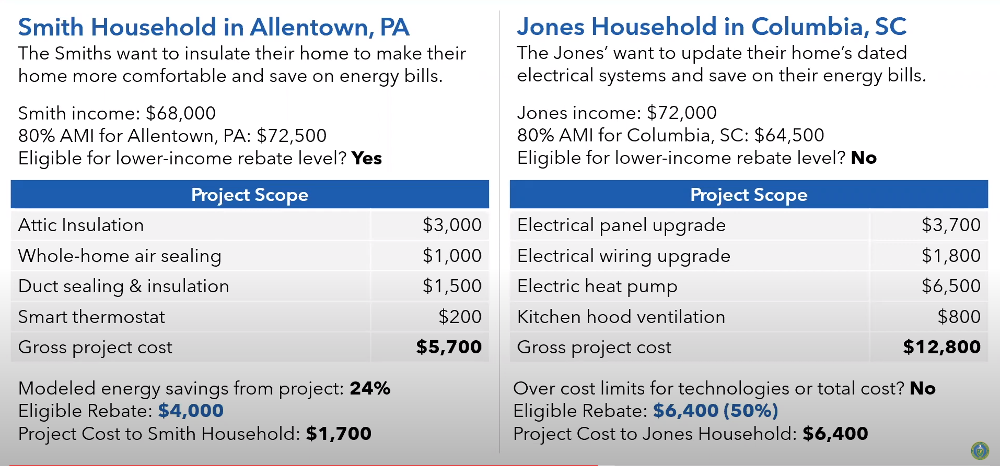 Smith Household in Allentown, PA
The Smiths want to insulate their home to make their
home more comfortable and save on energy bills.
Smith income: $68,000
80% AMI for Allentown, PA: $72,500
Eligible for lower-income rebate level? Yes
Project Scope
Attic Insulation $3,000
Whole-home air sealing $1,000
Duct sealing & insulation $1,500
Smart thermostat $200
Gross project cost $5,700
Modeled energy savings from project: 24%
Eligible Rebate: $4,000
Project Cost to Smith Household: $1,700
Jones Household in Columbia, SC
The Jones’ want to update their home’s dated
electrical systems and save on their energy bills.
Jones income: $72,000
80% AMI for Columbia, SC: $64,500
Eligible for lower-income rebate level? No
Project Scope
Electrical panel upgrade $3,700
Electrical wiring upgrade $1,800
Electric heat pump $6,500
Kitchen hood ventilation $800
Gross project cost $12,800
Over cost limits for technologies or total cost? No
Eligible Rebate: $6,400 (50%)
Project Cost to Jones Household: $6,400